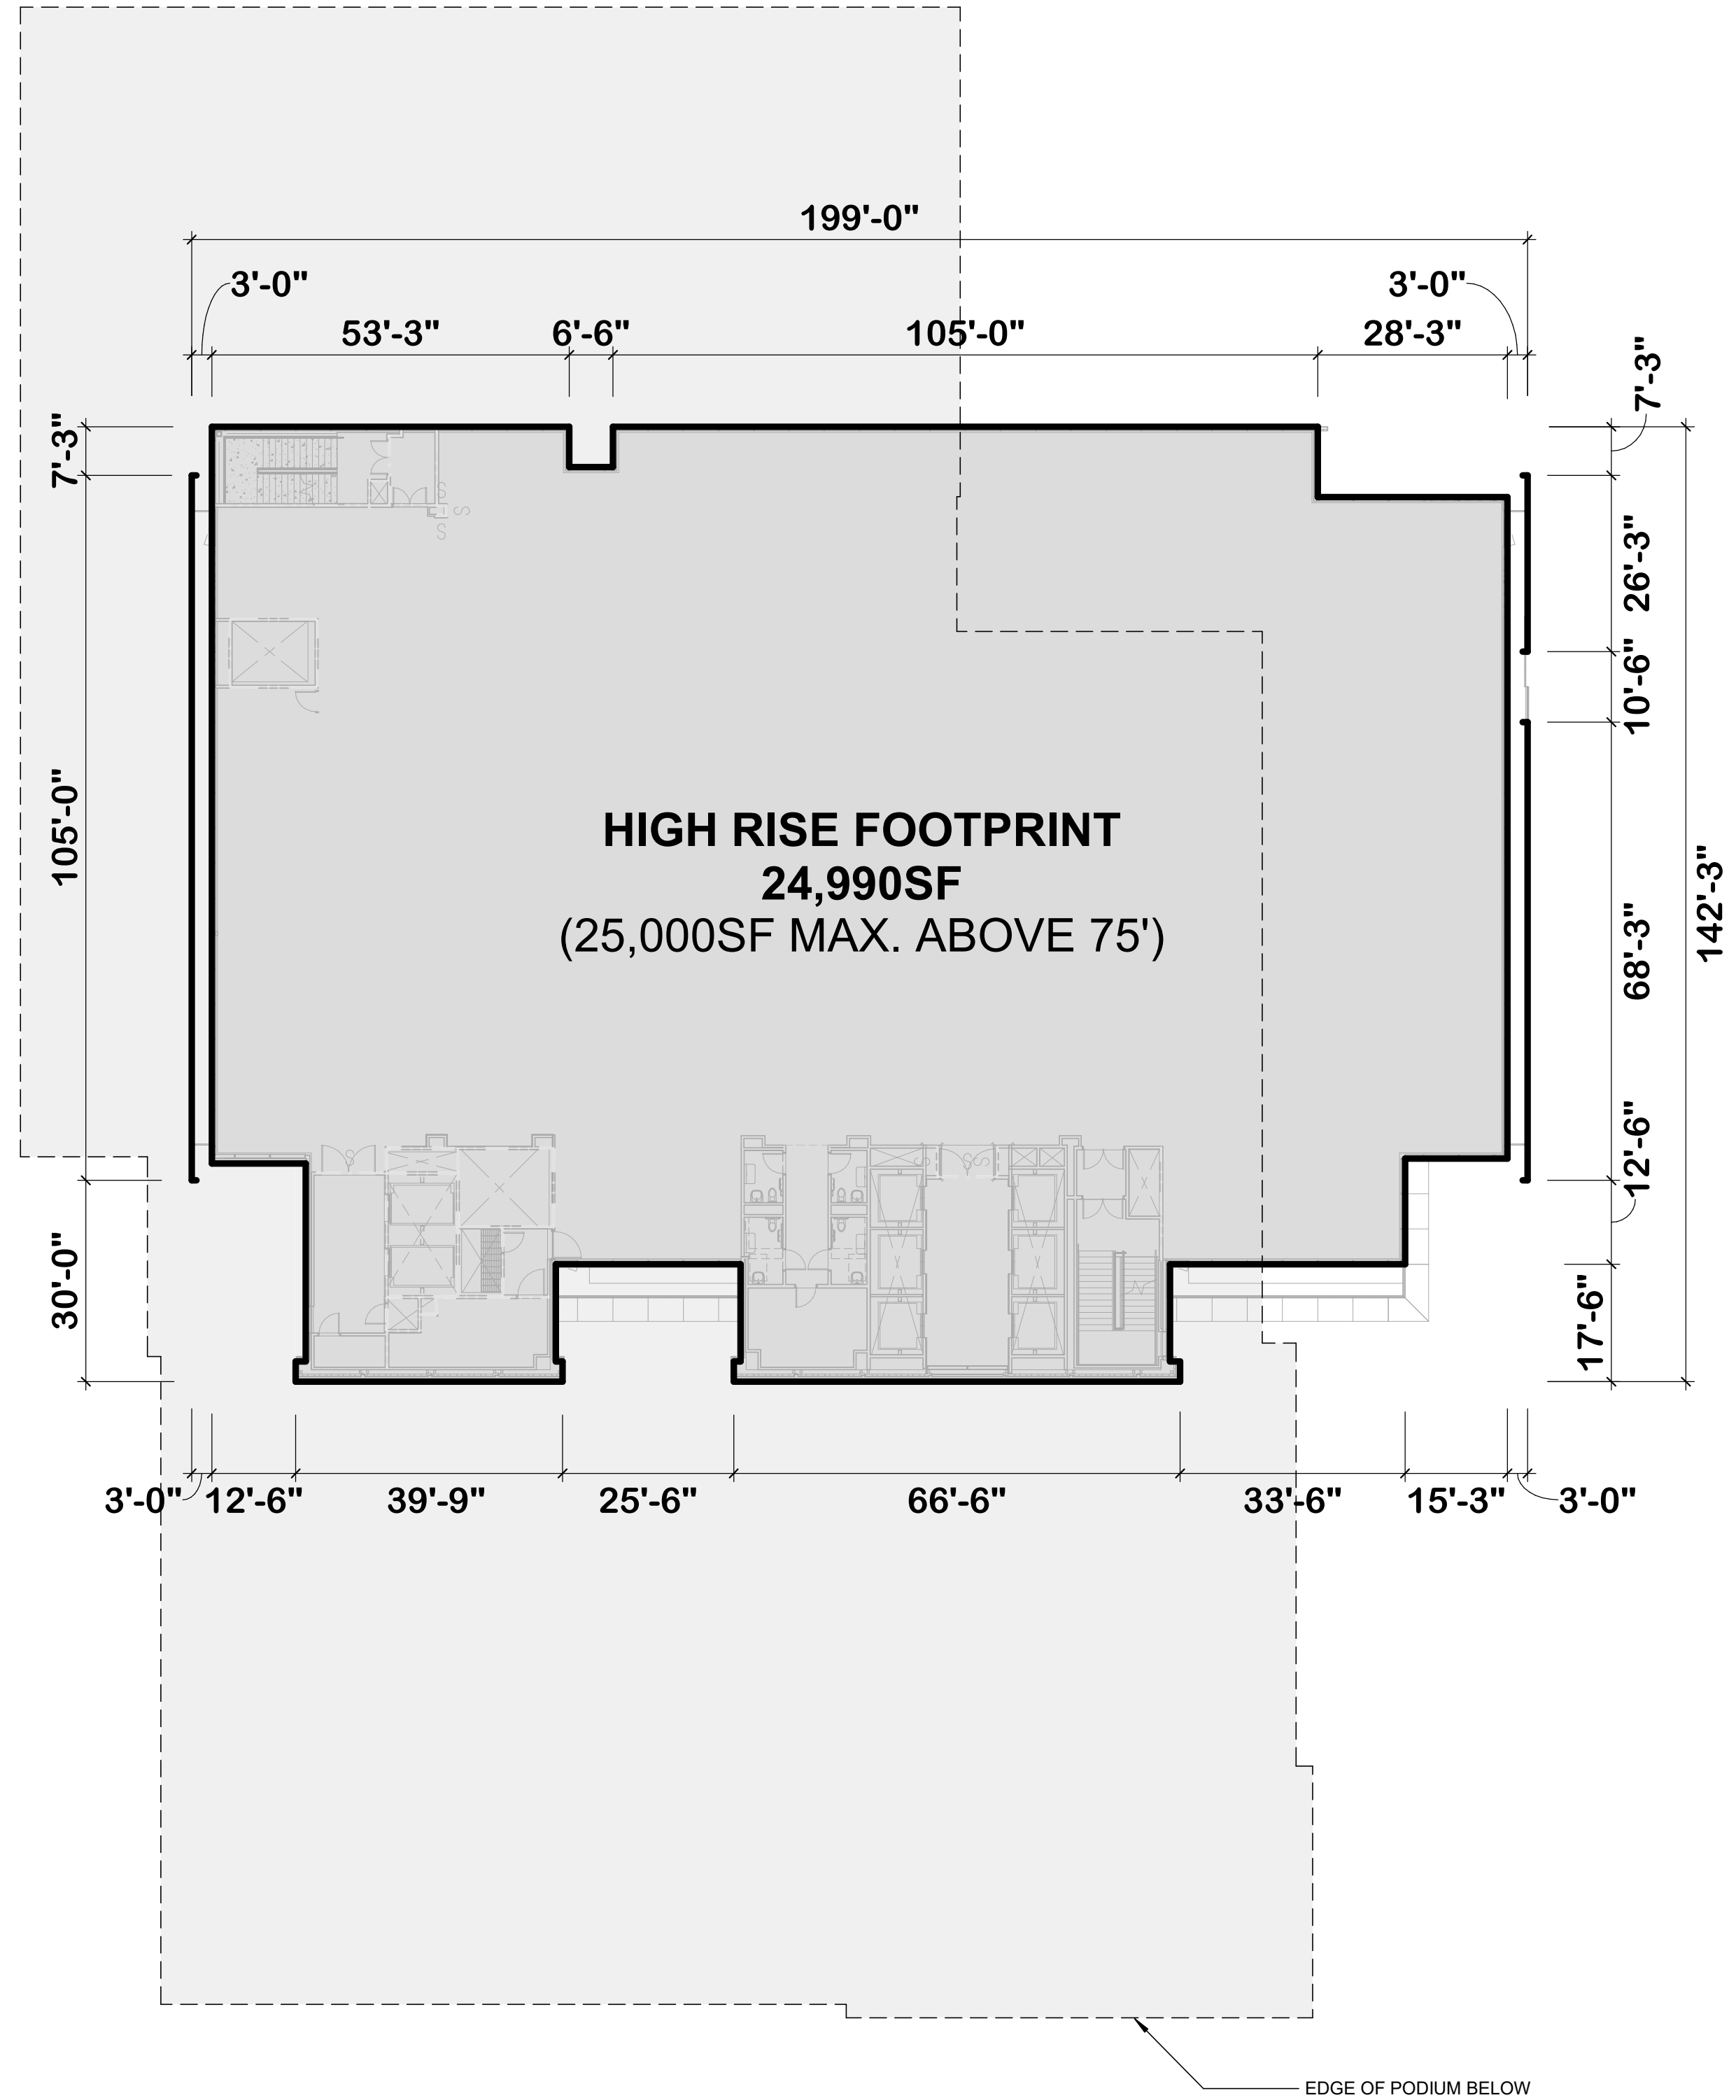 199'-0"
3'-0"
3'-0"
53'-3"
6'-6"
105'-0"
28'-3"
7'-3"
7'-3"
S
S
S
26'-3"
10'-6"
HIGH RISE FOOTPRINT
24,990SF
(25,000SF MAX. ABOVE 75')
105'-0"
142'-3"
68'-3"
12'-6"
S
S
S
S
30'-0"
17'-6"
3'-0"
12'-6"
39'-9"
25'-6"
66'-6"
33'-6"
15'-3"
3'-0"
EDGE OF PODIUM BELOW